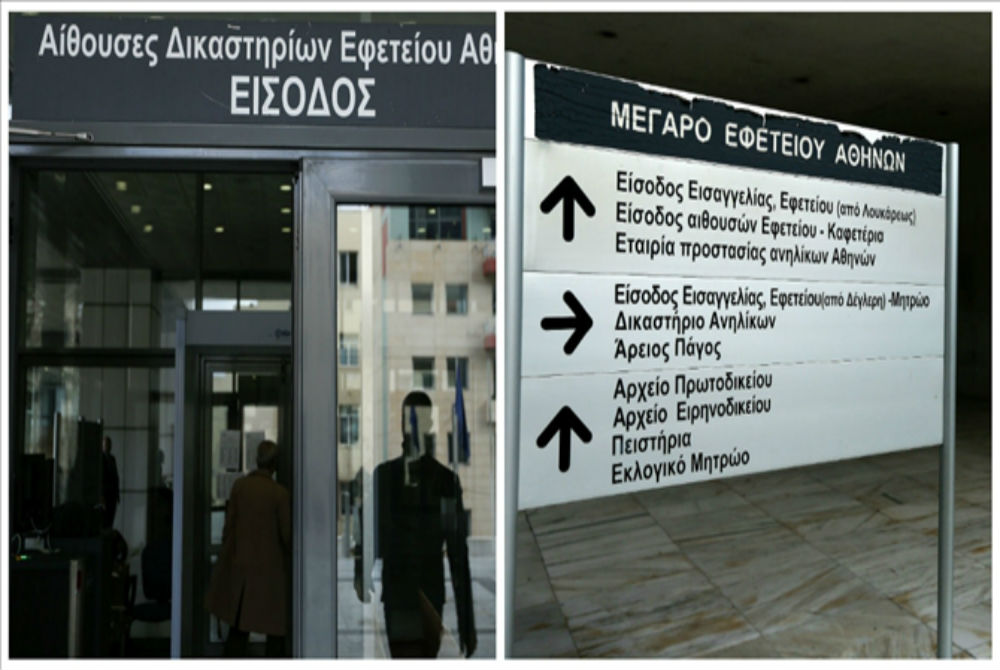 Αίθουσες Δικαστηρίων Εφετείου Αθ
ΕΙΣΟΔΟΣ
ΜΕΓΑΡΟ ΕΦΕΤΕΙΟΥ ΑΘΗΝΩΝ
Είσοδος Εισαγγελίας, Εφετείου (από Λουκάρεως)
Είσοδος αιθουσών Εφετείου - Καφετέρια
Εταιρία προστασίας ανηλίκων Αθηνών
Είσοδος Εισαγγελίας, Εφετείου(από Δέγλερη) -Μητρώο
Δικαστήριο Ανηλίκων
Άρειος Πάγος
Αρχείο Πρωτοδικείου
Αρχείο Ειρηνοδικείου
Πειστήρια
Εκλογικό Μητρώο